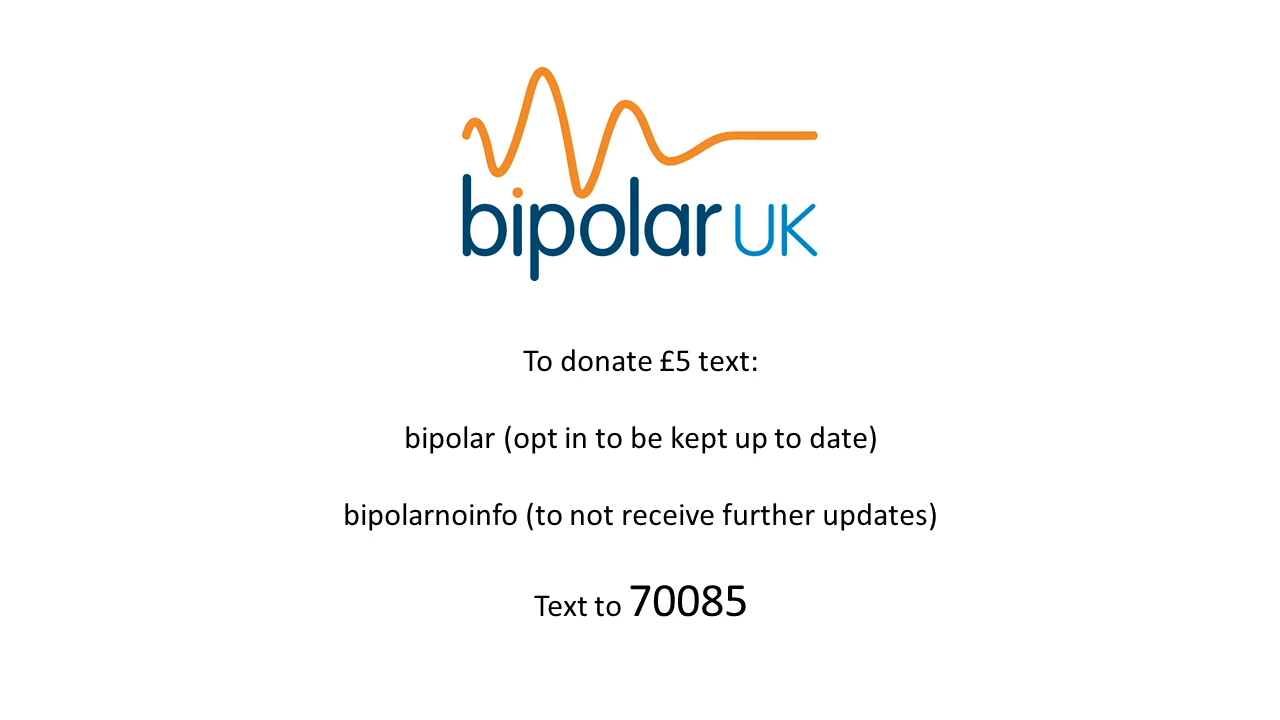 bipolar UK
To donate £5 text:
bipolar (opt in to be kept up to date)
bipolarnoinfo (to not receive further updates)
Text to 70085